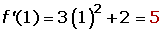 f'(1) = 3(1)² + 2 = 5